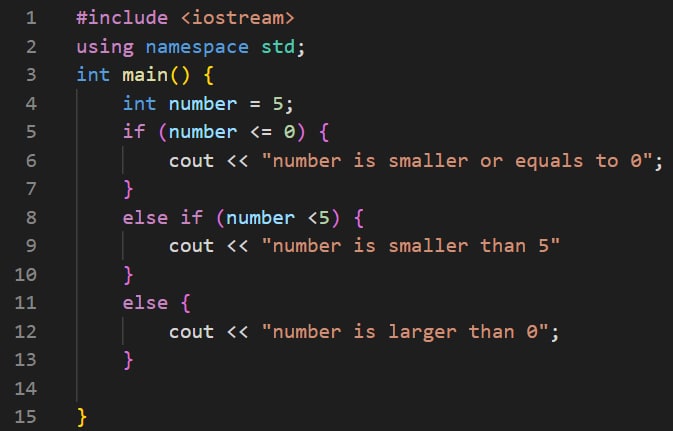 1 #include <iostream>
2 using namespace std;
3 int main() {
4     int number = 5;
5     if (number <= 0) {
6         cout << "number is smaller or equals to 0";
7     }
8     else if (number <5) {
9         cout << "number is smaller than 5"
10     }
11     else {
12         cout << "number is larger than 0";
13     }
14
15 }